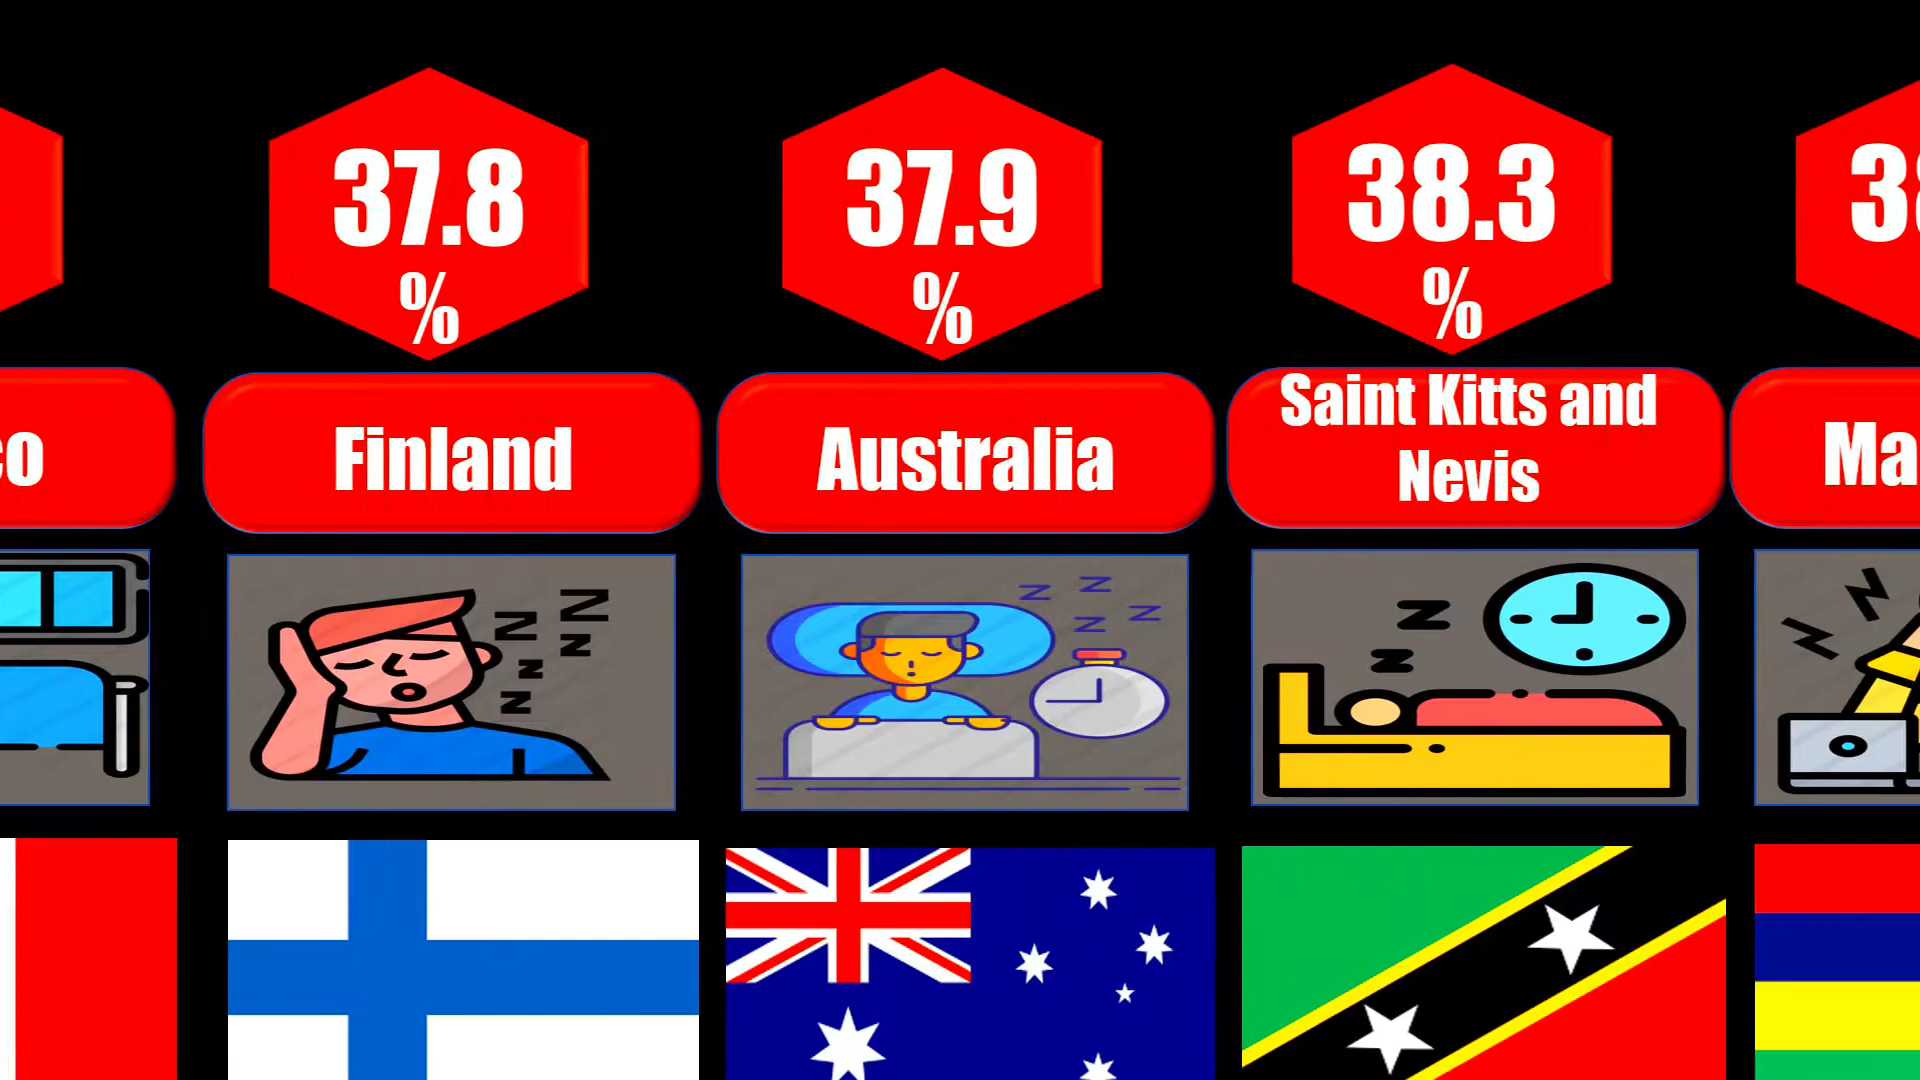 37.8
%
37.9
%
38.3
%
Finland
Australia
Saint Kitts and
Nevis